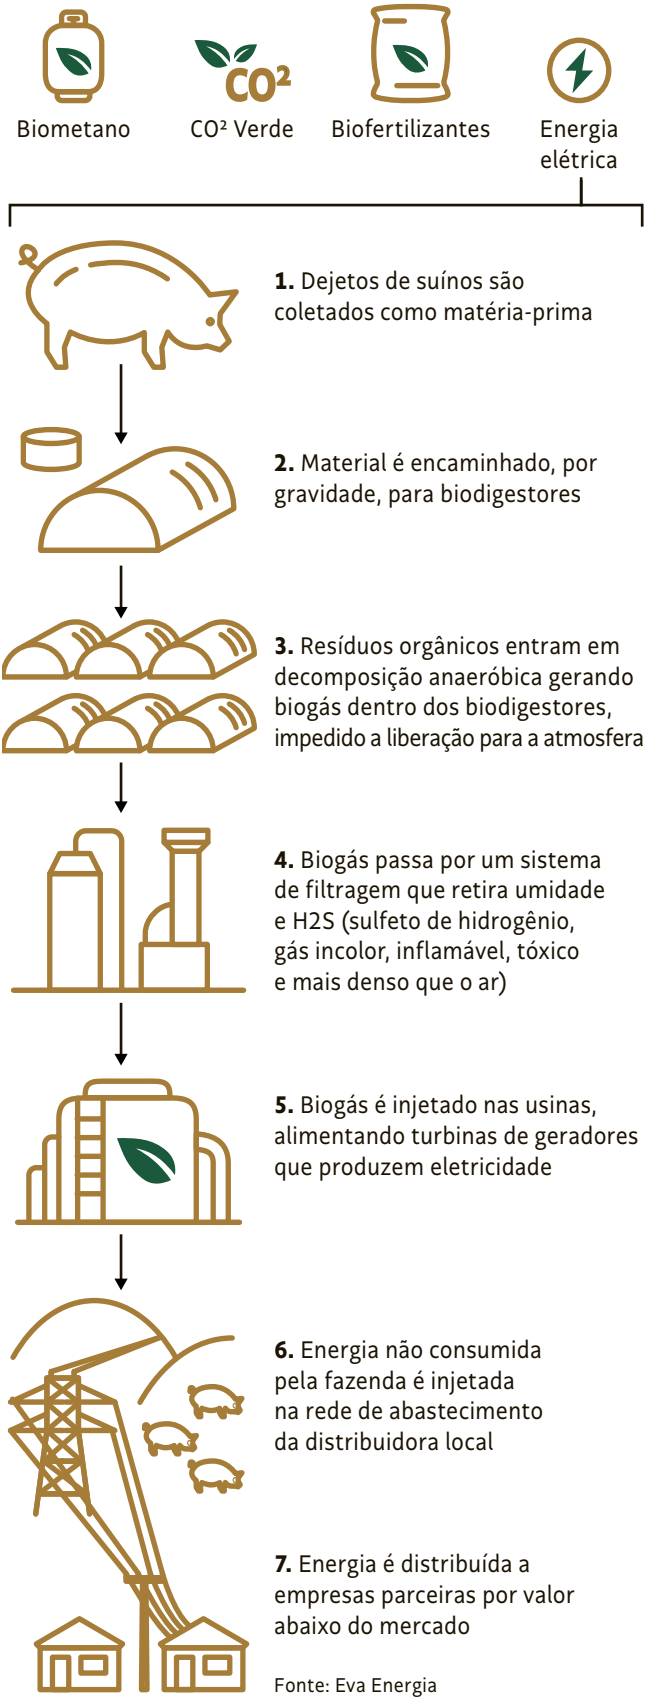 CO²
Biometano
CO² Verde
Biofertilizantes
Energia
elétrica
1. Dejetos de suínos são
coletados como matéria-prima
2. Material é encaminhado, por
gravidade, para biodigestores
3. Resíduos orgânicos entram em
decomposição anaeróbica gerando
biogás dentro dos biodigestores,
impedido a liberação para a atmosfera
4. Biogás passa por um sistema
de filtragem que retira umidade
e H2S (sulfeto de hidrogênio,
gás incolor, inflamável, tóxico
e mais denso que o ar)
5. Biogás é injetado nas usinas,
alimentando turbinas de geradores
que produzem eletricidade
6. Energia não consumida
pela fazenda é injetada
na rede de abastecimento
da distribuidora local
7. Energia é distribuída a
empresas parceiras por valor
abaixo do mercado
Fonte: Eva Energia